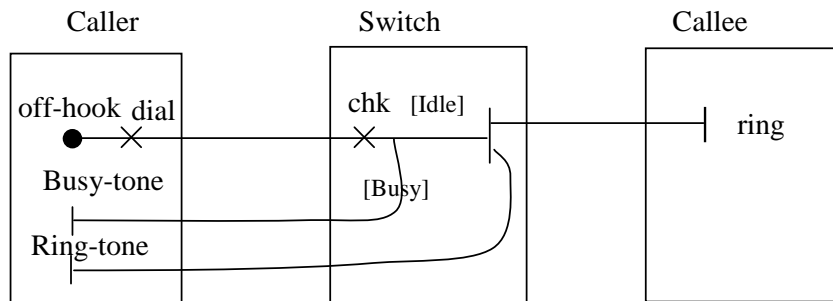 Caller
Switch
Callee
off-hook
dial
chk
[Idle]
ring
Busy-tone
[Busy]
Ring-tone